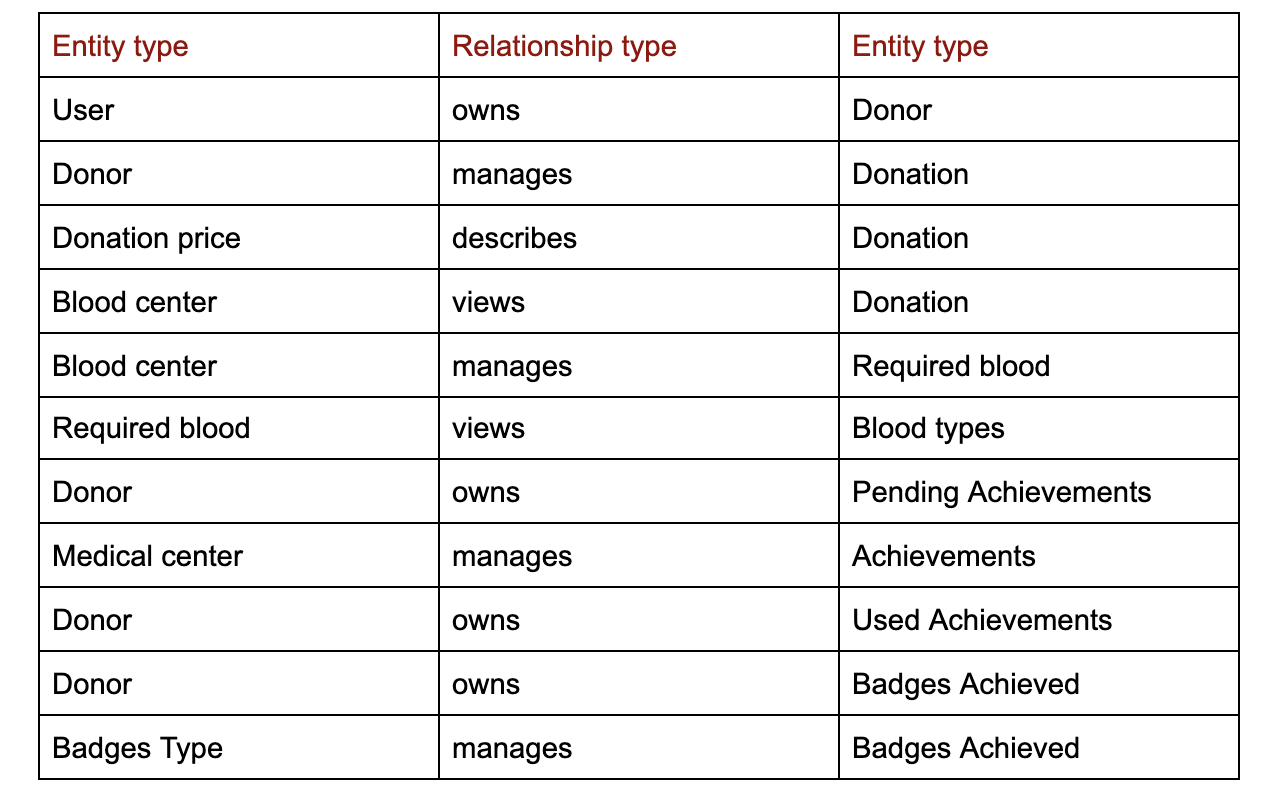 Entity type Relationship type Entity type
User owns Donor
Donor manages Donation
Donation price describes Donation
Blood center views Donation
Blood center manages Required blood
Required blood views Blood types
Donor owns Pending Achievements
Medical center manages Achievements
Donor owns Used Achievements
Donor owns Badges Achieved
Badges Type manages Badges Achieved